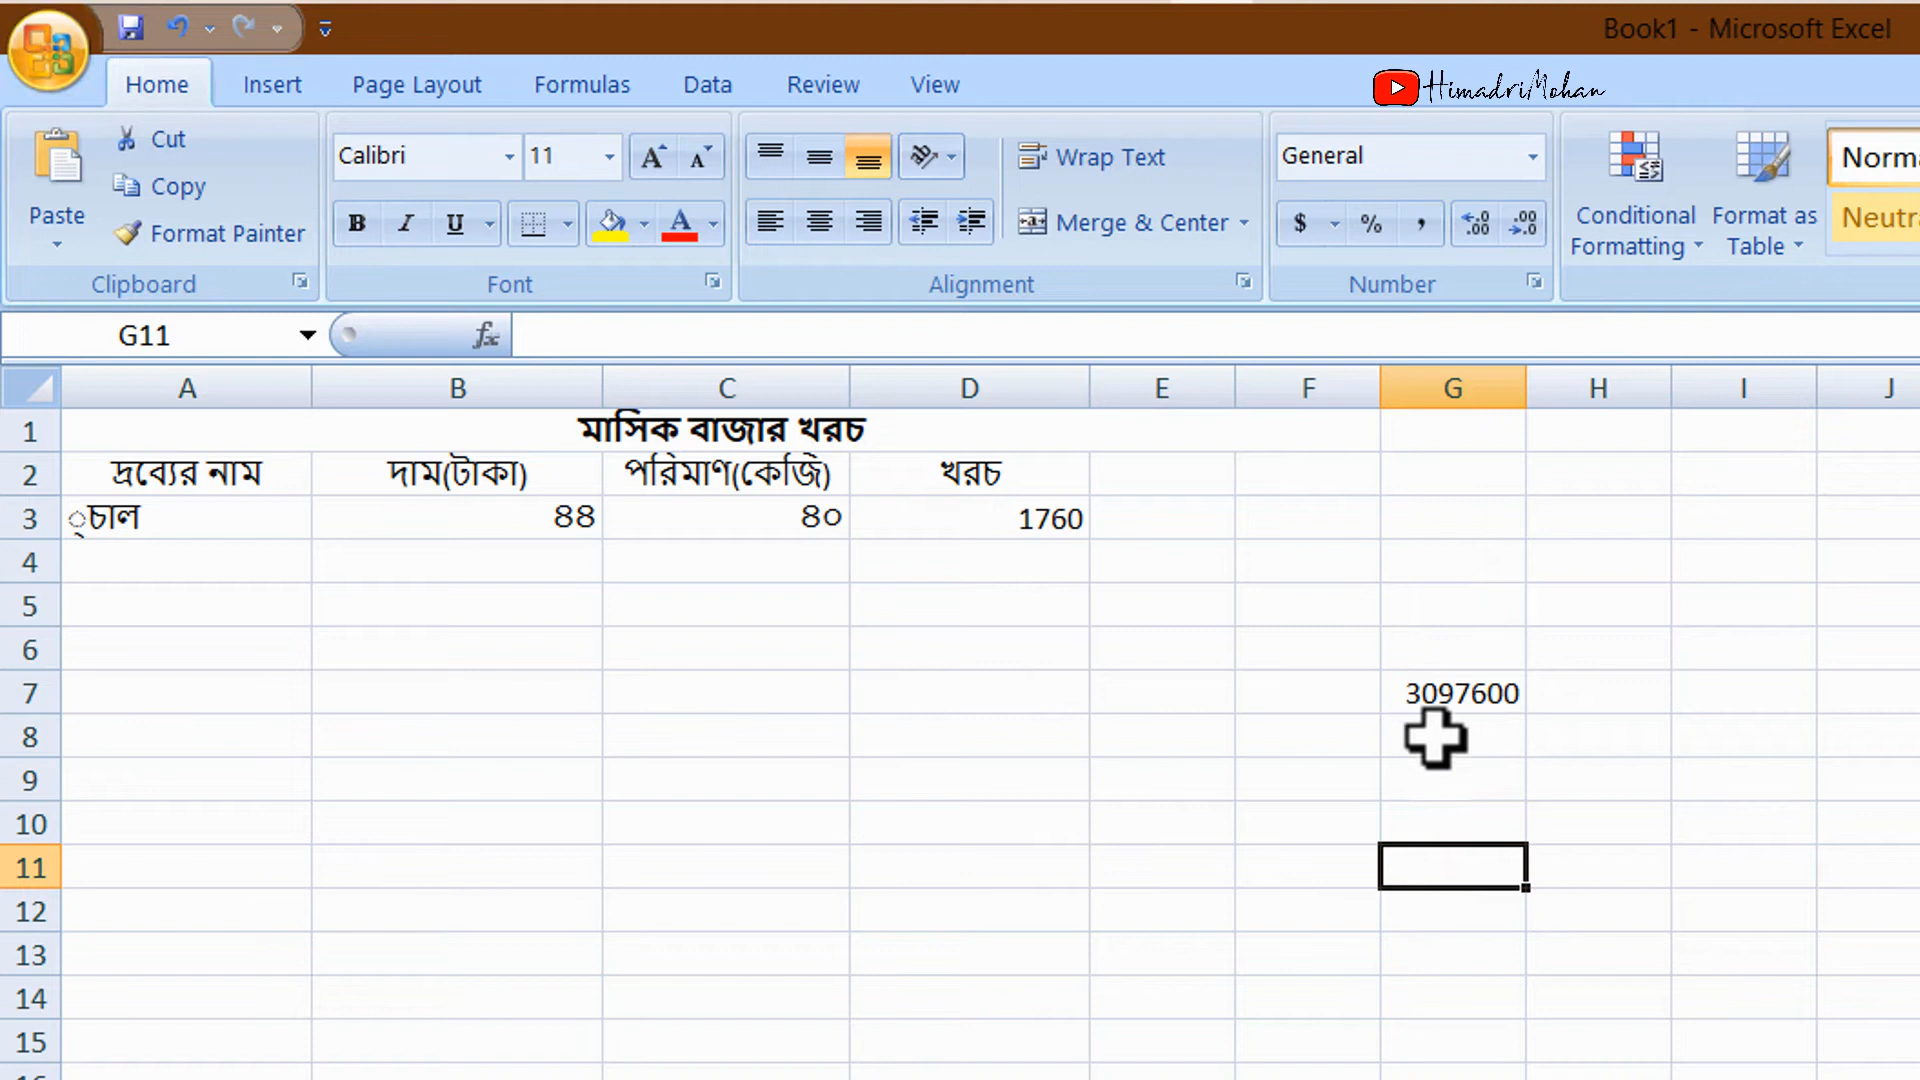 Book1 - Microsoft Excel
Home Insert Page Layout Formulas Data Review View HimadriMohan
Cut
Copy
Format Painter
Paste
Clipboard
Calibri 11
B I U
Font
Wrap Text
Merge & Center
Alignment
General
$ % ,
Number
Conditional Formatting
Format as Table
Norma
Neutra
G11 fx
A B C D E F G H I J
1 মাসিক বাজার খরচ
2 দ্রব্যের নাম দাম(টাকা) পরিমাণ(কেজি) খরচ
3 ্চাল ৪৪ ৪০ 1760
4
5
6
7 3097600
8
9
10
11
12
13
14
15
16